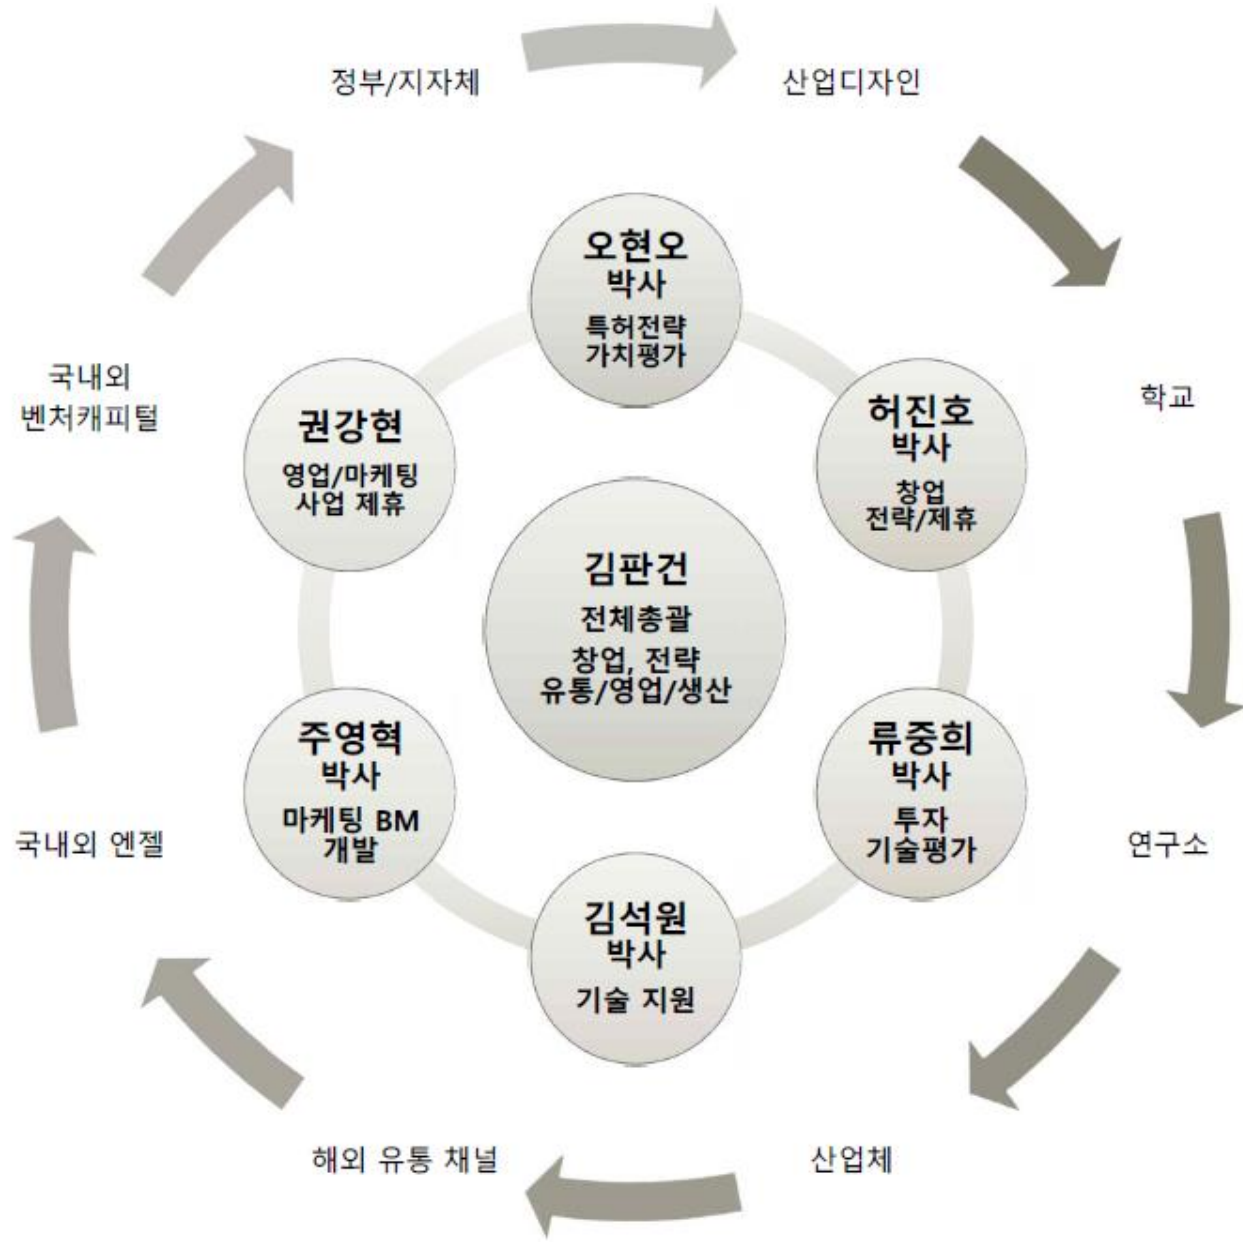 정부/지자체
산업디자인
오현오
박사
특허전략
가치평가
국내외
벤처캐피털
권강현
영업/마케팅
사업 제휴
허진호
박사
창업
전략/제휴
학교
김판건
전체총괄
창업, 전략
유통/영업/생산
주영혁
박사
마케팅 BM
개발
류중희
박사
투자
기술평가
국내외 엔젤
연구소
김석원
박사
기술 지원
해외 유통 채널
산업체